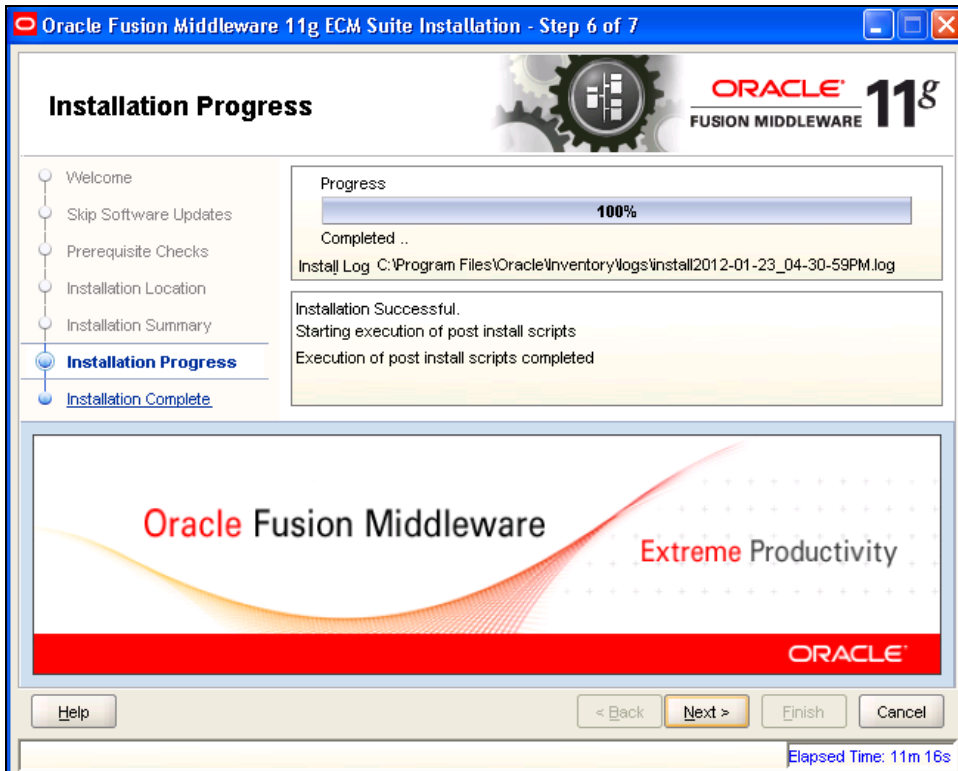 Oracle Fusion Middleware 11g ECM Suite Installation - Step 6 of 7
Installation Progress
ORACLE
FUSION MIDDLEWARE
11g
Welcome
Skip Software Updates
Prerequisite Checks
Installation Location
Installation Summary
Installation Progress
Installation Complete
Progress
100%
Completed ..
Install Log C:\Program Files\Oracle\Inventory\logs\install2012-01-23_04-30-59PM.log
Installation Successful.
Starting execution of post install scripts
Execution of post install scripts completed
Oracle Fusion Middleware
Extreme Productivity
ORACLE
Help
< Back
Next >
Finish
Cancel
Elapsed Time: 11m 16s